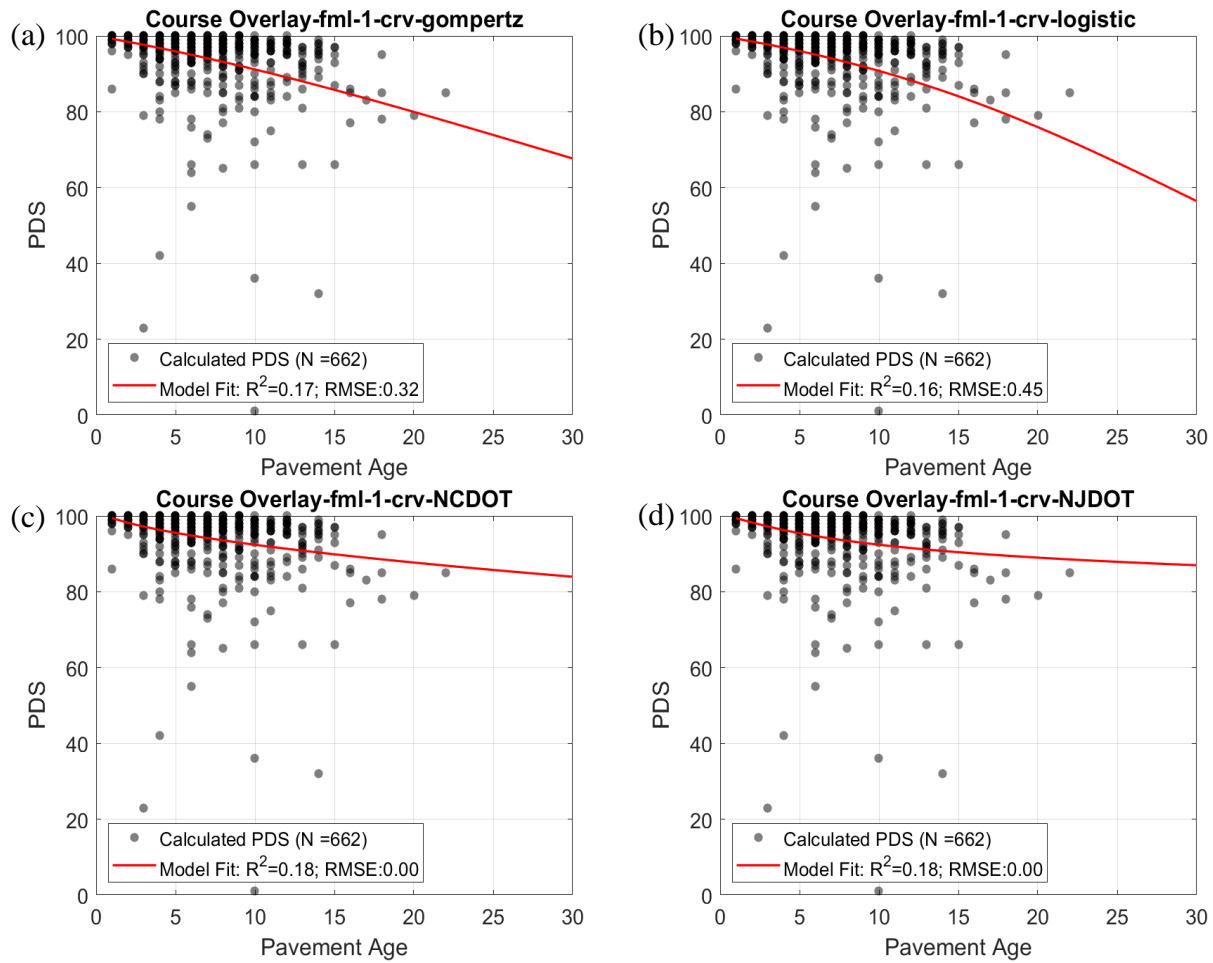 (a)
Course Overlay-fml-1-crv-gompertz
100
80
60
40
20
0
PDS
Calculated PDS (N =662)
Model Fit: R²=0.17; RMSE:0.32
0 5 10 15 20 25 30
Pavement Age
(b)
Course Overlay-fml-1-crv-logistic
100
80
60
40
20
0
PDS
Calculated PDS (N =662)
Model Fit: R²=0.16; RMSE:0.45
0 5 10 15 20 25 30
Pavement Age
(c)
Course Overlay-fml-1-crv-NCDOT
100
80
60
40
20
0
PDS
Calculated PDS (N =662)
Model Fit: R²=0.18; RMSE:0.00
0 5 10 15 20 25 30
Pavement Age
(d)
Course Overlay-fml-1-crv-NJDOT
100
80
60
40
20
0
PDS
Calculated PDS (N =662)
Model Fit: R²=0.18; RMSE:0.00
0 5 10 15 20 25 30
Pavement Age